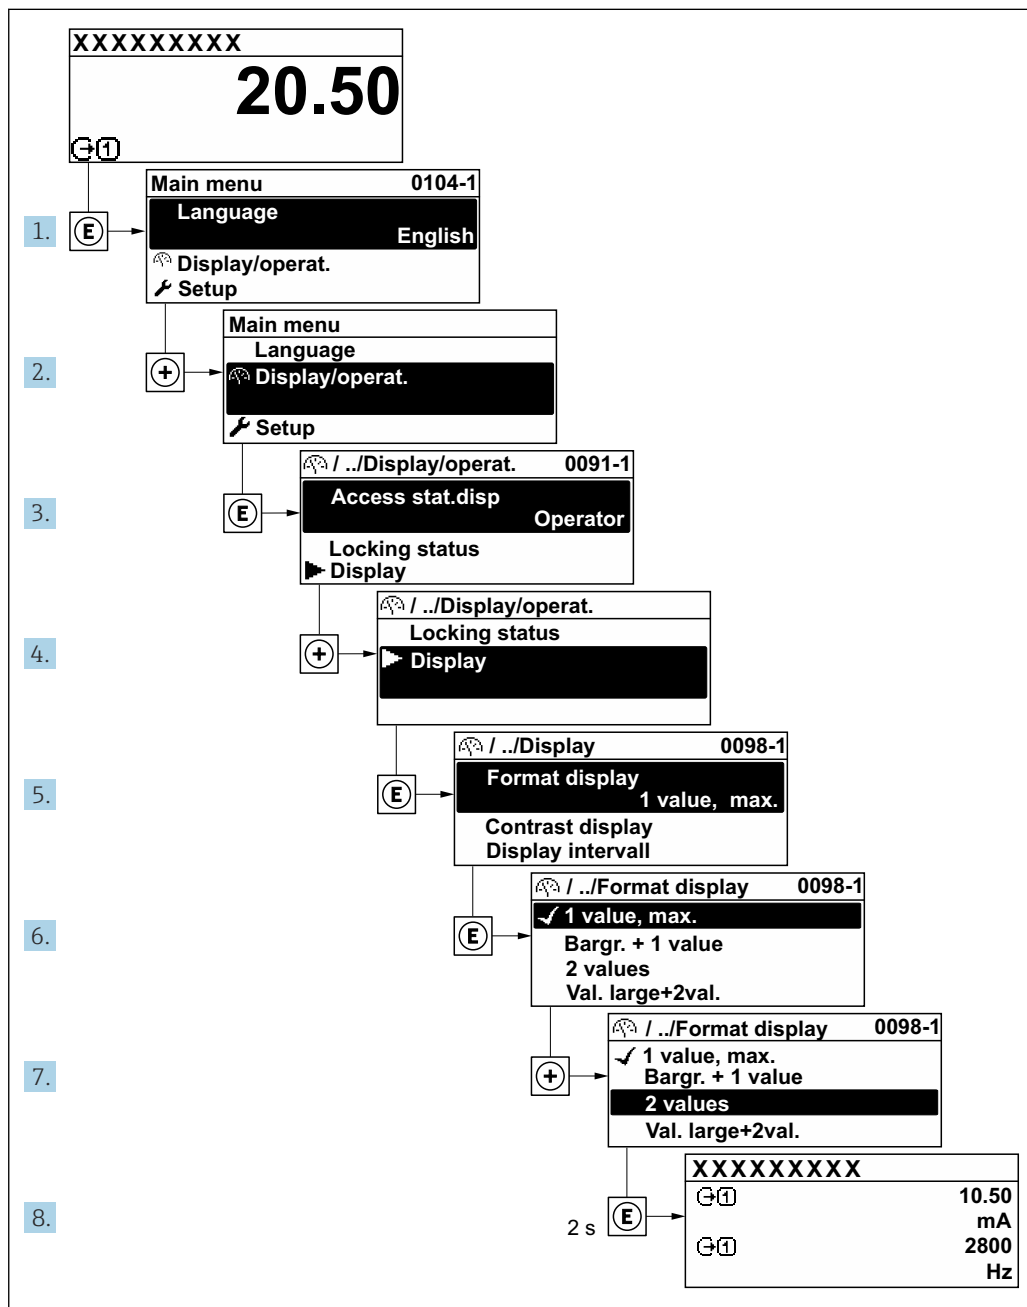 XXXXXXXXX
20.50
1
Main menu 0104-1
Language
English
Display/operat.
Setup
1.
E
Main menu
Language
Display/operat.
Setup
2.
+
/ ../Display/operat. 0091-1
Access stat.disp
Operator
Locking status
Display
3.
E
/ ../Display/operat.
Locking status
Display
4.
+
/ ../Display 0098-1
Format display
1 value, max.
Contrast display
Display intervall
5.
E
/ ../Format display 0098-1
1 value, max.
Bargr. + 1 value
2 values
Val. large+2val.
6.
E
/ ../Format display 0098-1
1 value, max.
Bargr. + 1 value
2 values
Val. large+2val.
7.
+
XXXXXXXXX
1 10.50
mA
1 2800
Hz
8.
2 s
E